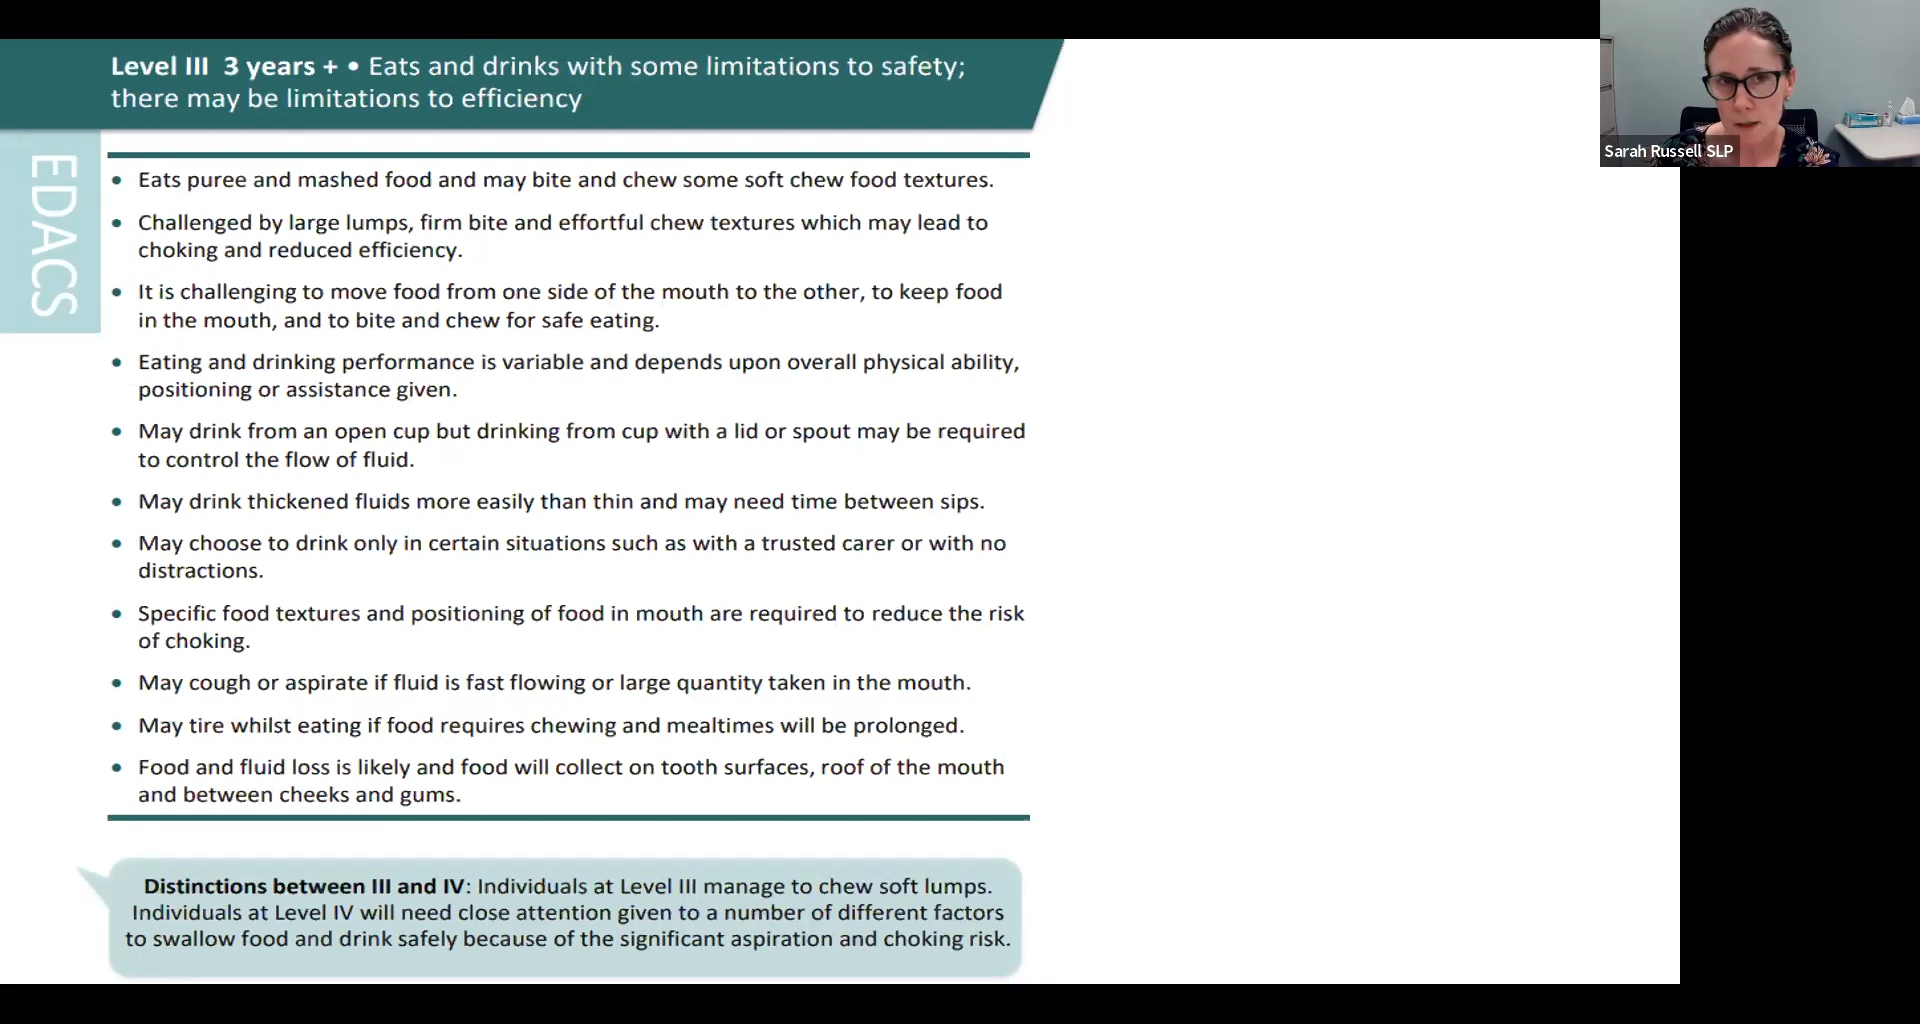 Level III 3 years + • Eats and drinks with some limitations to safety;
there may be limitations to efficiency
Sarah Russell SLP
EDACS
• Eats puree and mashed food and may bite and chew some soft chew food textures.
• Challenged by large lumps, firm bite and effortful chew textures which may lead to
choking and reduced efficiency.
• It is challenging to move food from one side of the mouth to the other, to keep food
in the mouth, and to bite and chew for safe eating.
• Eating and drinking performance is variable and depends upon overall physical ability,
positioning or assistance given.
• May drink from an open cup but drinking from cup with a lid or spout may be required
to control the flow of fluid.
• May drink thickened fluids more easily than thin and may need time between sips.
• May choose to drink only in certain situations such as with a trusted carer or with no
distractions.
• Specific food textures and positioning of food in mouth are required to reduce the risk
of choking.
• May cough or aspirate if fluid is fast flowing or large quantity taken in the mouth.
• May tire whilst eating if food requires chewing and mealtimes will be prolonged.
• Food and fluid loss is likely and food will collect on tooth surfaces, roof of the mouth
and between cheeks and gums.
Distinctions between III and IV: Individuals at Level III manage to chew soft lumps.
Individuals at Level IV will need close attention given to a number of different factors
to swallow food and drink safely because of the significant aspiration and choking risk.